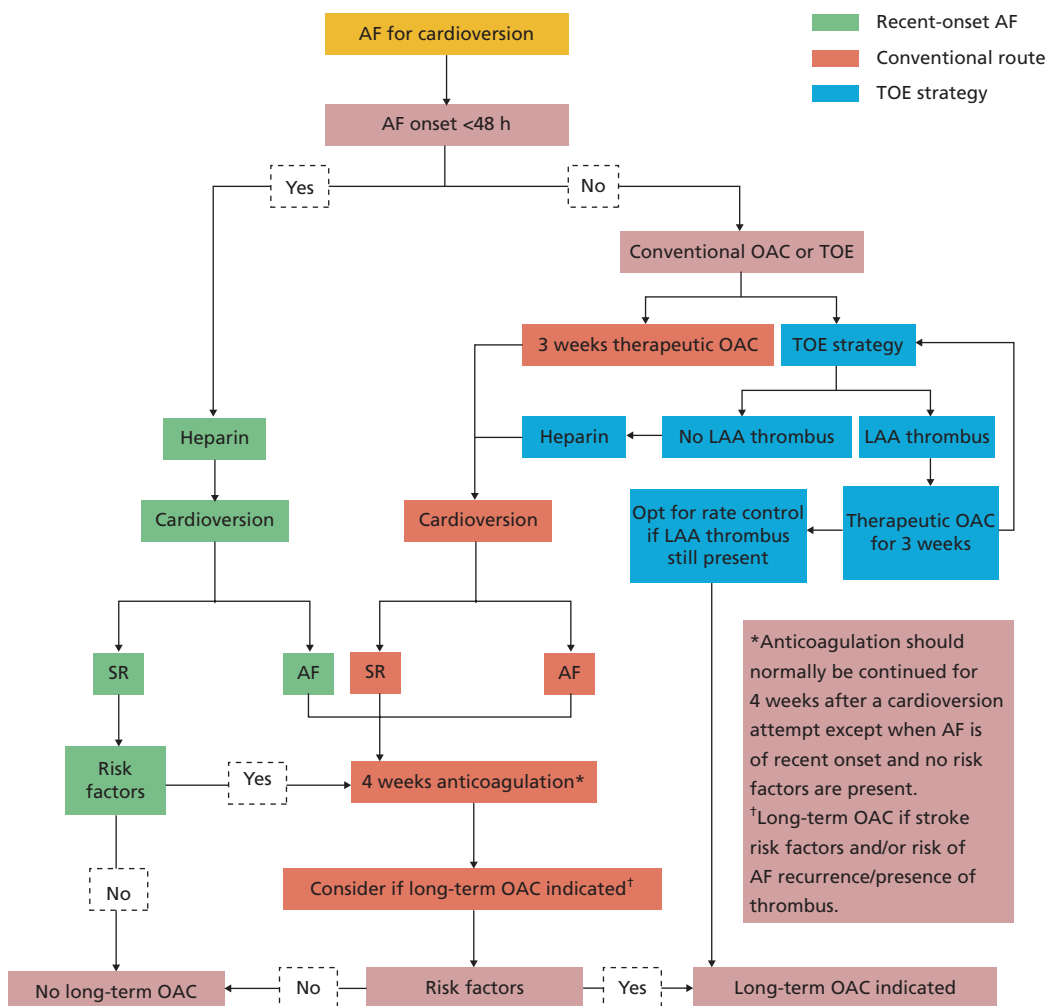 AF for cardioversion
Recent-onset AF
Conventional route
TOE strategy
AF onset <48 h
Yes
No
Conventional OAC or TOE
3 weeks therapeutic OAC
TOE strategy
Heparin
Heparin
No LAA thrombus
LAA thrombus
Cardioversion
Cardioversion
Opt for rate control
if LAA thrombus
still present
Therapeutic OAC
for 3 weeks
SR
AF
SR
AF
*Anticoagulation should
normally be continued for
4 weeks after a cardioversion
attempt except when AF is
of recent onset and no risk
factors are present.
†Long-term OAC if stroke
risk factors and/or risk of
AF recurrence/presence of
thrombus.
Risk
factors
Yes
4 weeks anticoagulation*
No
Consider if long-term OAC indicated†
No long-term OAC
No
Risk factors
Yes
Long-term OAC indicated